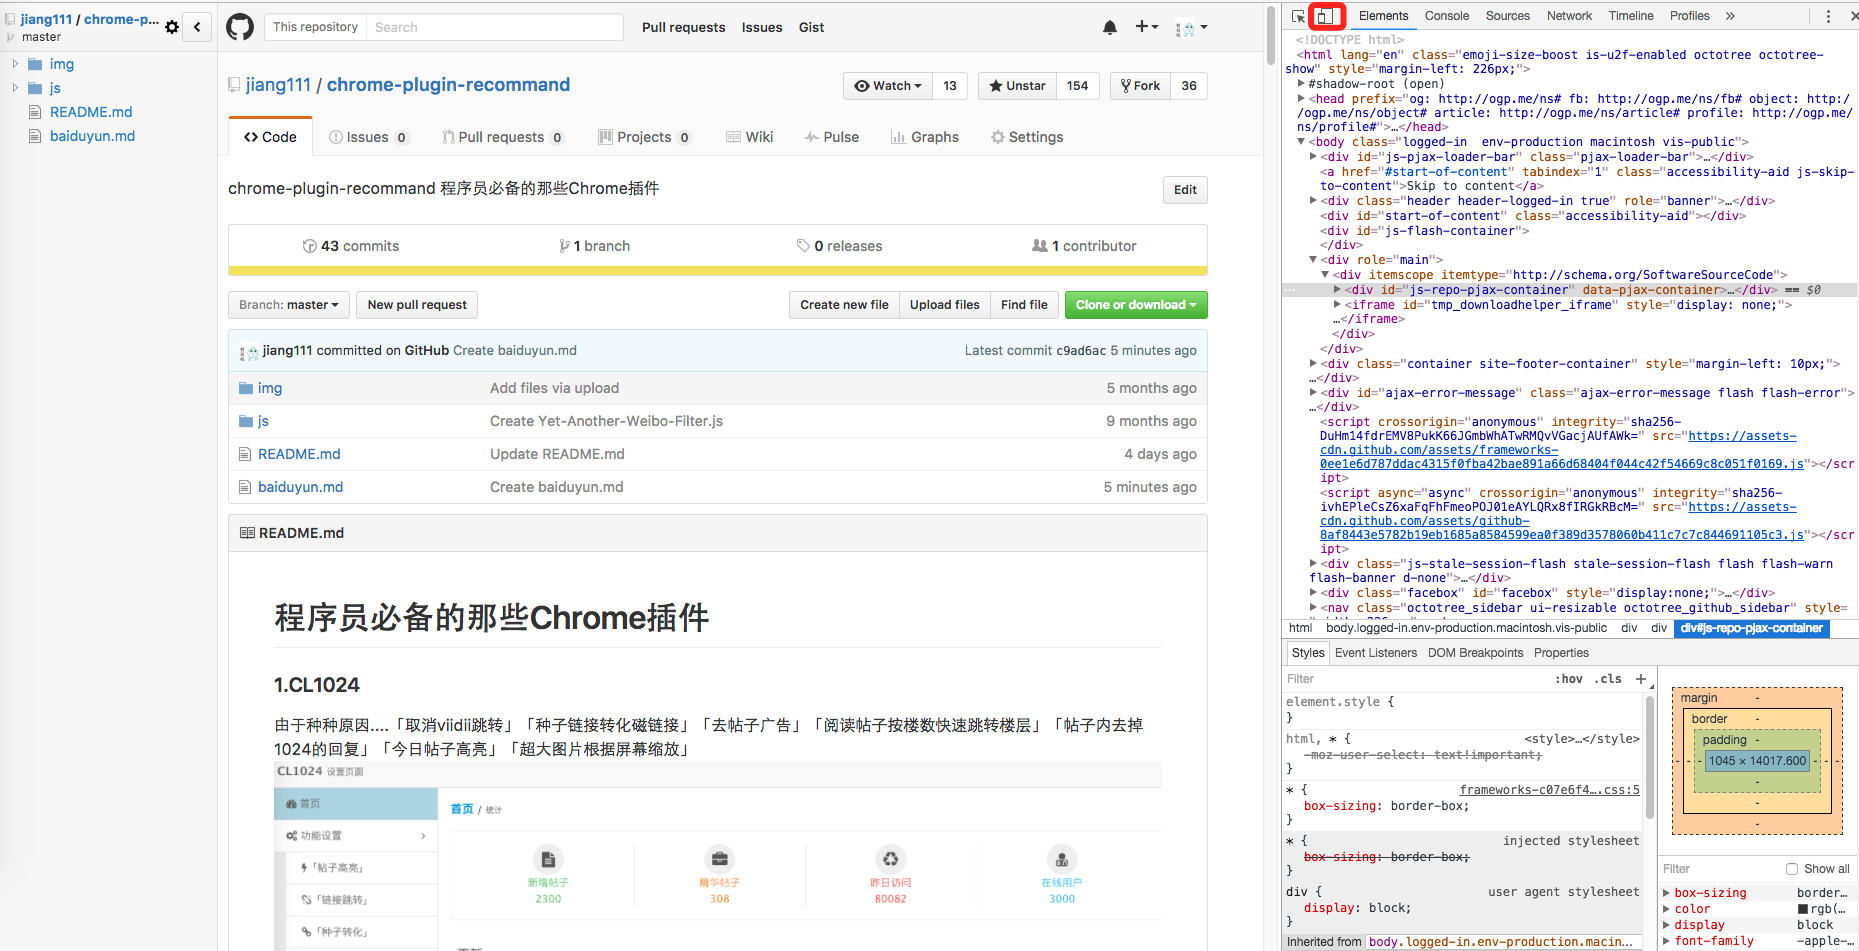 jiang111 / chrome-p...
master
img
js
README.md
baiduyun.md
This repository Search
Pull requests Issues Gist
jiang111 / chrome-plugin-recommand
Watch 13
Unstar 154
Fork 36
Code
Issues 0
Pull requests 0
Projects 0
Wiki
Pulse
Graphs
Settings
chrome-plugin-recommand 程序员必备的那些Chrome插件
Edit
43 commits
1 branch
0 releases
1 contributor
Branch: master
New pull request
Create new file
Upload files
Find file
Clone or download
jiang111 committed on GitHub Create baiduyun.md
Latest commit c9ad6ac 5 minutes ago
img Add files via upload 5 months ago
js Create Yet-Another-Weibo-Filter.js 9 months ago
README.md Update README.md 4 days ago
baiduyun.md Create baiduyun.md 5 minutes ago
README.md
程序员必备的那些Chrome插件
1.CL1024
由于种种原因....「取消viidii跳转」「种子链接转化磁链接」「去帖子广告」「阅读帖子按楼数快速跳转楼层」「帖子内去掉
1024的回复」「今日帖子高亮」「超大图片根据屏幕缩放」
CL1024 设置页面
首页
功能设置
「帖子高亮」
「链接跳转」
「种子转化」
首页 / 统计
新增帖子
2300
精华帖子
308
昨日访问
80082
在线用户
3000
Elements Console Sources Network Timeline Profiles »
<!DOCTYPE html>
<html lang="en" class="emoji-size-boost is-u2f-enabled octotree octotree-
show" style="margin-left: 226px;">
#shadow-root (open)
<head prefix="og: http://ogp.me/ns# fb: http://ogp.me/ns/fb# object: http:/
/ogp.me/ns/object# article: http://ogp.me/ns/article# profile: http://ogp.me/
ns/profile#">…</head>
<body class="logged-in  env-production macintosh vis-public">
<div id="js-pjax-loader-bar" class="pjax-loader-bar">…</div>
<a href="#start-of-content" tabindex="1" class="accessibility-aid js-skip-
to-content">Skip to content</a>
<div class="header header-logged-in true" role="banner">…</div>
<div id="start-of-content" class="accessibility-aid"></div>
<div id="js-flash-container">
</div>
<div role="main">
<div itemscope itemtype="http://schema.org/SoftwareSourceCode">
<div id="js-repo-pjax-container" data-pjax-container>…</div> == $0
<iframe id="tmp_downloadhelper_iframe" style="display: none;">
…</iframe>
</div>
</div>
<div class="container site-footer-container" style="margin-left: 10px;">
…</div>
<div id="ajax-error-message" class="ajax-error-message flash flash-error">
…</div>
<script crossorigin="anonymous" integrity="sha256-
DuHm14fdrEMV8PukK66JGmbWhATwRMQvVGacjAUfAWk=" src="https://assets-
cdn.github.com/assets/frameworks-
0ee1e6d787ddac4315f0fba42bae891a66d68404f044c42f54669c8c051f0169.js"></scr
ipt>
<script async="async" crossorigin="anonymous" integrity="sha256-
ivhEPleCsZ6xaFqFhFmeoPOJ01eAYLQRx8fIRGkRBcM=" src="https://assets-
cdn.github.com/assets/github-
8af8443e5782b19eb1685a8584599ea0f389d3578060b411c7c7c844691105c3.js"></scr
ipt>
<div class="js-stale-session-flash stale-session-flash flash flash-warn
flash-banner d-none">…</div>
<div class="facebox" id="facebox" style="display:none;">…</div>
<nav class="octotree_sidebar ui-resizable octotree_github_sidebar" style=
html body.logged-in.env-production.macintosh.vis-public div div div#js-repo-pjax-container
Styles Event Listeners DOM Breakpoints Properties
Filter :hov .cls +
element.style {
}
html, * { <style>…</style>
-moz-user-select: text!important;
}
* { frameworks-c07e6f4….css:5
box-sizing: border-box;
}
* { injected stylesheet
box-sizing: border-box;
}
div { user agent stylesheet
display: block;
}
Inherited from body.logged-in.env-production.macin…
margin -
border -
padding -
1045 × 14017.600
Filter Show all
box-sizing border…
color rgb(…
display block
font-family -apple-…